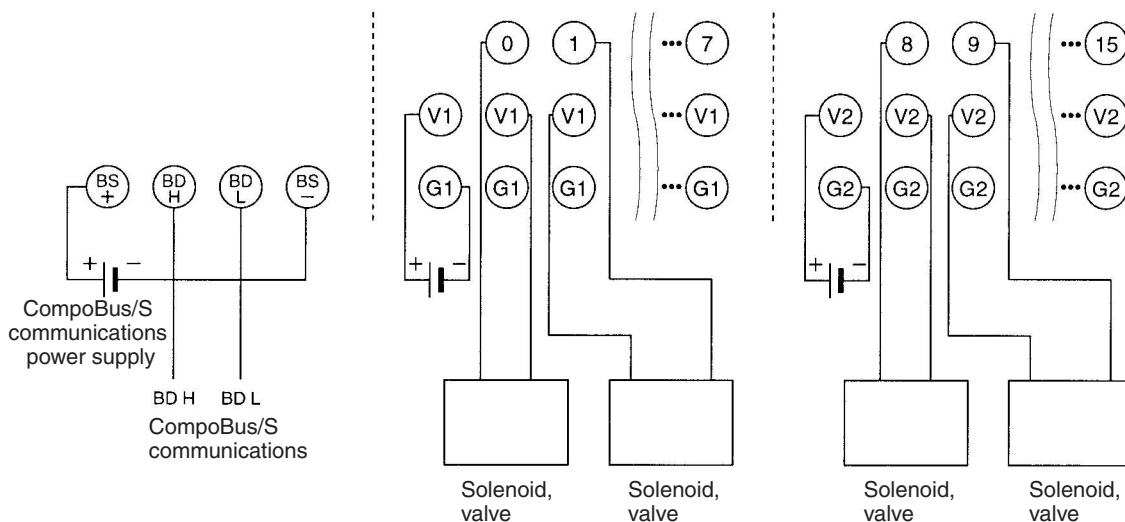 0 1 ••• 7
V1 V1 V1 ••• V1
G1 G1 G1 ••• G1
+ −
8 9 ••• 15
V2 V2 V2 ••• V2
G2 G2 G2 ••• G2
+ −
BS + BD H BD L BS −
+ −
CompoBus/S
communications
power supply
BD H BD L
CompoBus/S
communications
Solenoid,
valve
Solenoid,
valve
Solenoid,
valve
Solenoid,
valve